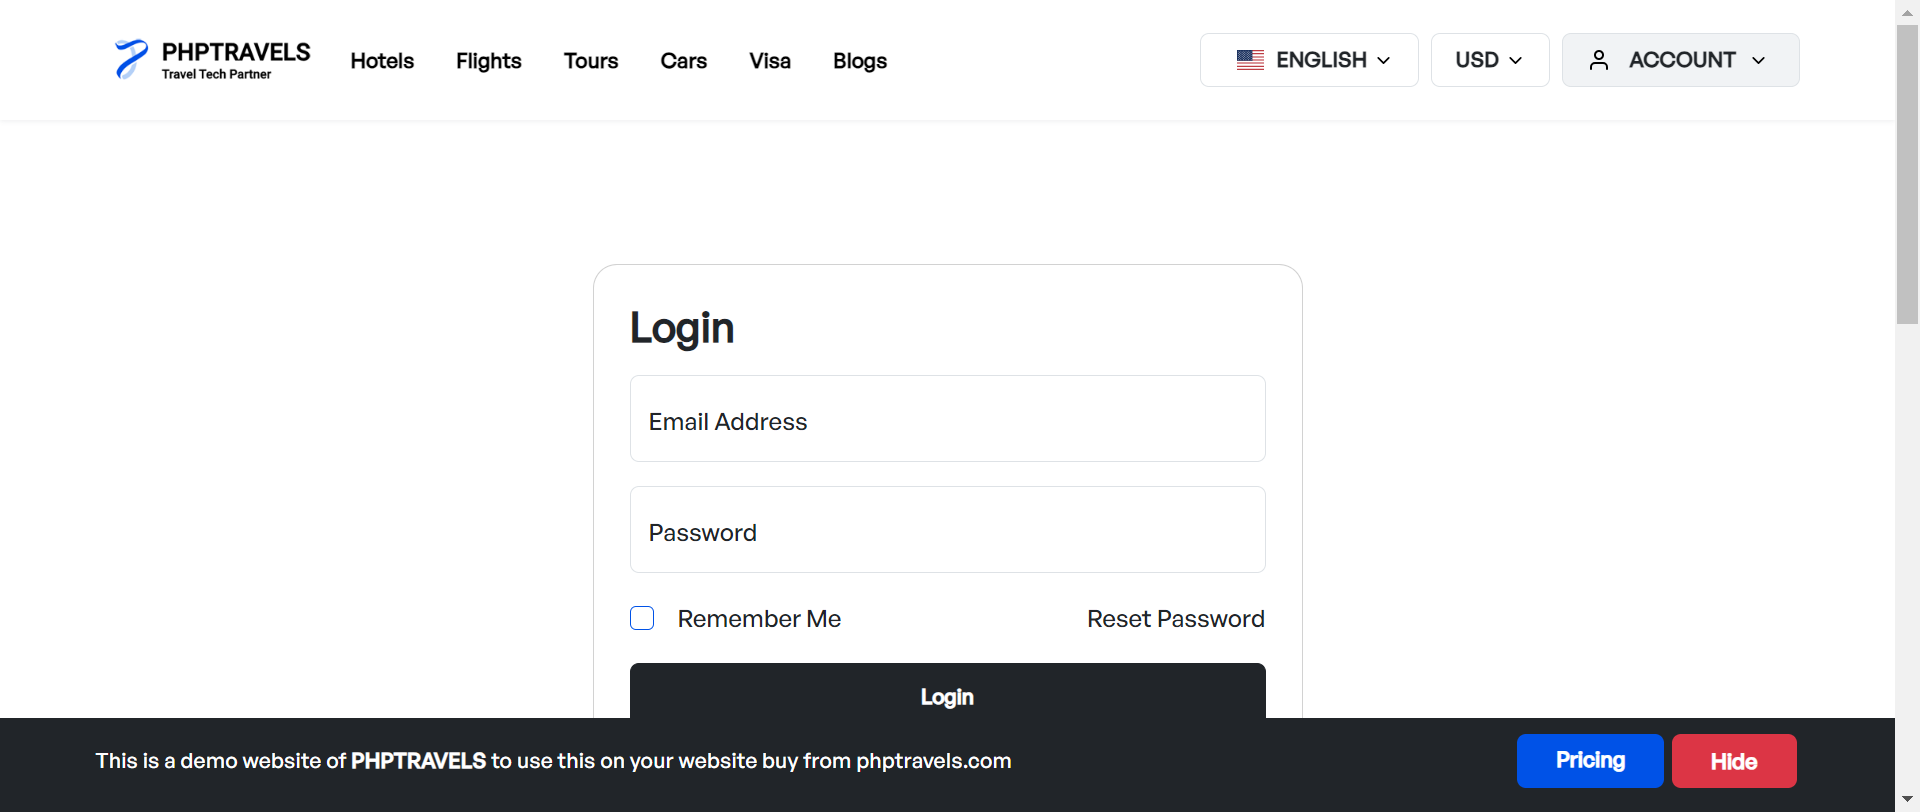 PHPTRAVELS
Travel Tech Partner
Hotels Flights Tours Cars Visa Blogs
ENGLISH USD ACCOUNT
Login
Email Address
Password
Remember Me Reset Password
Login
This is a demo website of PHPTRAVELS to use this on your website buy from phptravels.com
Pricing Hide